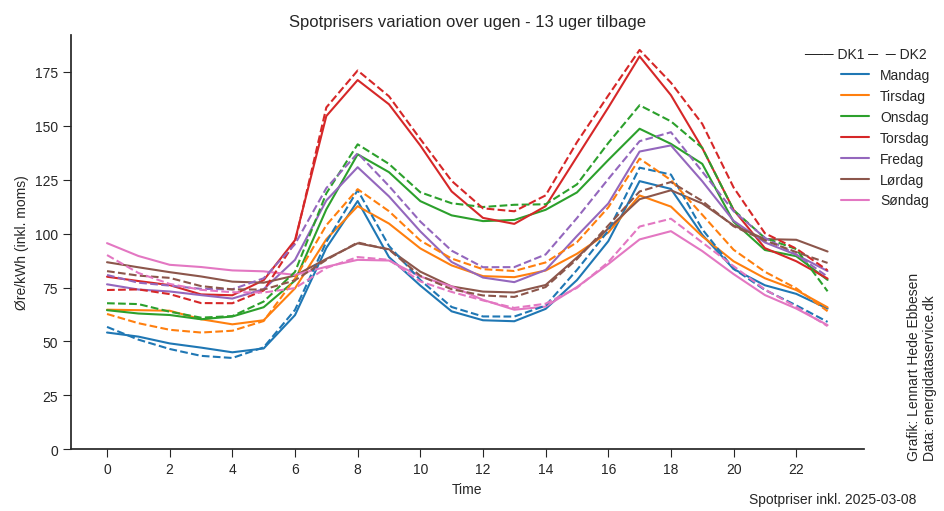 Spotprisers variation over ugen - 13 uger tilbage
Øre/kWh (inkl. moms)
175
150
125
100
75
50
25
0
0 2 4 6 8 10 12 14 16 18 20 22
Time
DK1 DK2
Mandag
Tirsdag
Onsdag
Torsdag
Fredag
Lørdag
Søndag
Grafik: Lennart Hede Ebbesen
Data: energidataservice.dk
Spotpriser inkl. 2025-03-08